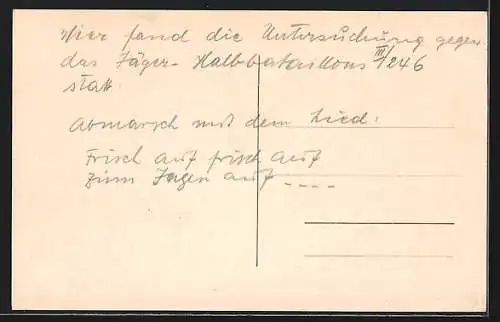 Hier fand die Untersuchung gegen
das Jäger-Halbbataillons III/246
statt.
Abmarsch mit dem Lied:
Frisch auf frisch auf
zum Jagen auf ----